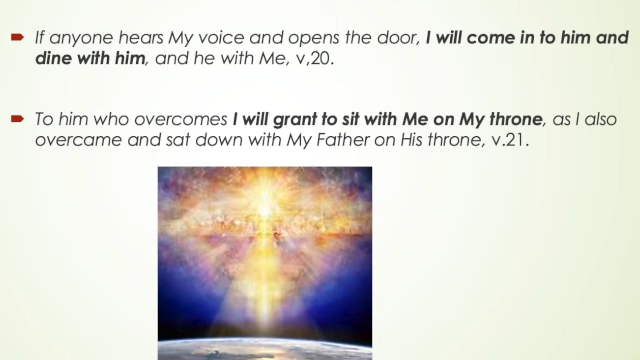 If anyone hears My voice and opens the door, I will come in to him and
dine with him, and he with Me, v,20.
To him who overcomes I will grant to sit with Me on My throne, as I also
overcame and sat down with My Father on His throne, v.21.